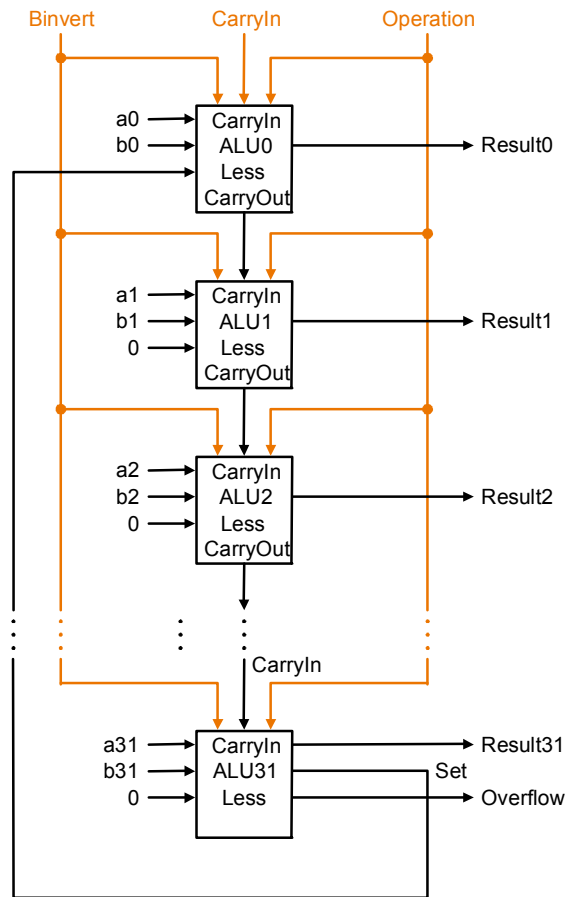 Binvert CarryIn Operation
a0 CarryIn
b0 ALU0 Result0
Less
CarryOut
a1 CarryIn
b1 ALU1 Result1
0 Less
CarryOut
a2 CarryIn
b2 ALU2 Result2
0 Less
CarryOut
CarryIn
a31 CarryIn Result31
b31 ALU31 Set
0 Less Overflow